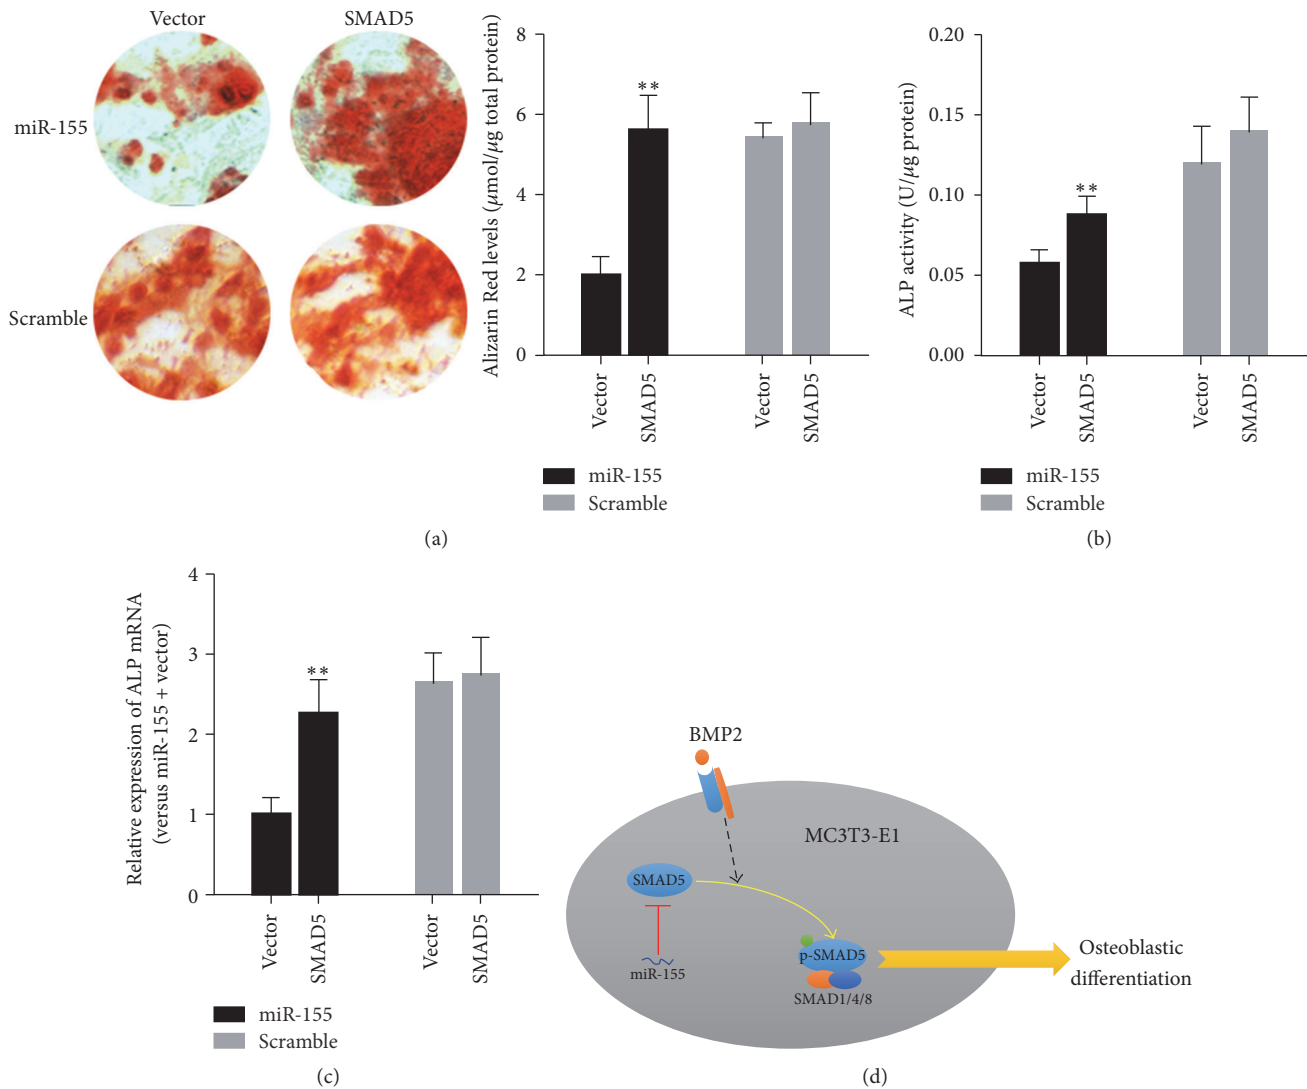 Vector
SMAD5
miR-155
Scramble
Alizarin Red levels (μmol/μg total protein)
8
6
4
2
0
**
Vector
SMAD5
Vector
SMAD5
miR-155
Scramble
(a)
ALP activity (U/μg protein)
0.20
0.15
0.10
0.05
0.00
**
Vector
SMAD5
Vector
SMAD5
miR-155
Scramble
(b)
Relative expression of ALP mRNA
(versus miR-155 + vector)
4
3
2
1
0
**
Vector
SMAD5
Vector
SMAD5
miR-155
Scramble
(c)
BMP2
MC3T3-E1
SMAD5
miR-155
p-SMAD5
SMAD1/4/8
Osteoblastic
differentiation
(d)